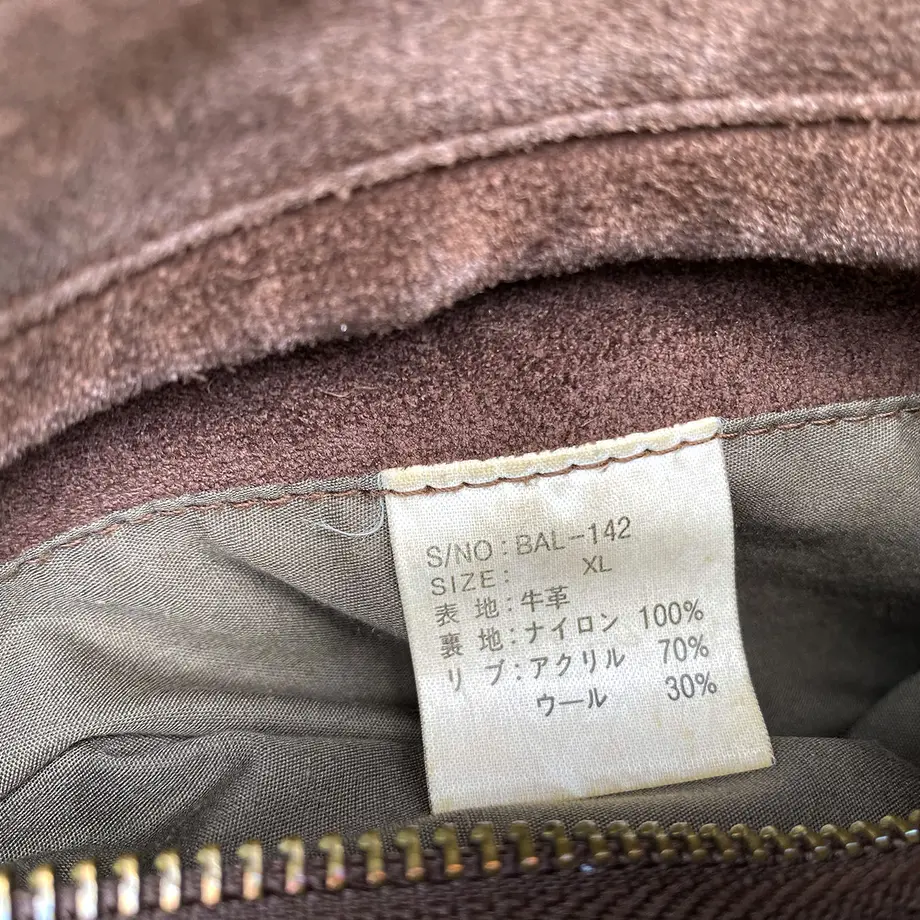 S/NO : BAL-142
SIZE : XL
表 地 : 牛革
裏 地 : ナイロン 100%
リ ブ : アクリル 70%
ウール 30%